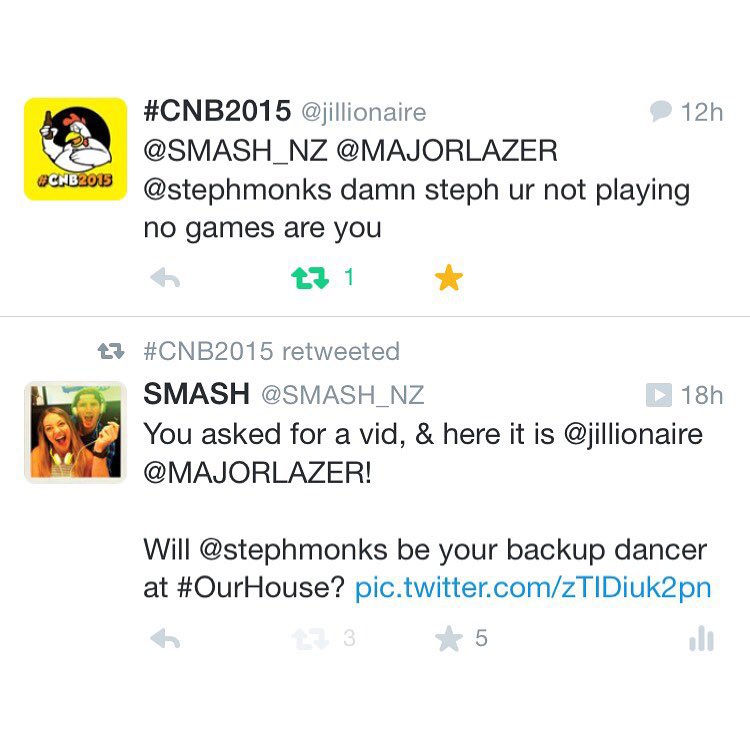 #CNB2015 @jillionaire 12h
@SMASH_NZ @MAJORLAZER
@stephmonks damn steph ur not playing
no games are you
#CNB2015
1
#CNB2015 retweeted
SMASH @SMASH_NZ 18h
You asked for a vid, & here it is @jillionaire
@MAJORLAZER!
Will @stephmonks be your backup dancer
at #OurHouse? pic.twitter.com/zTIDiuk2pn
3 5